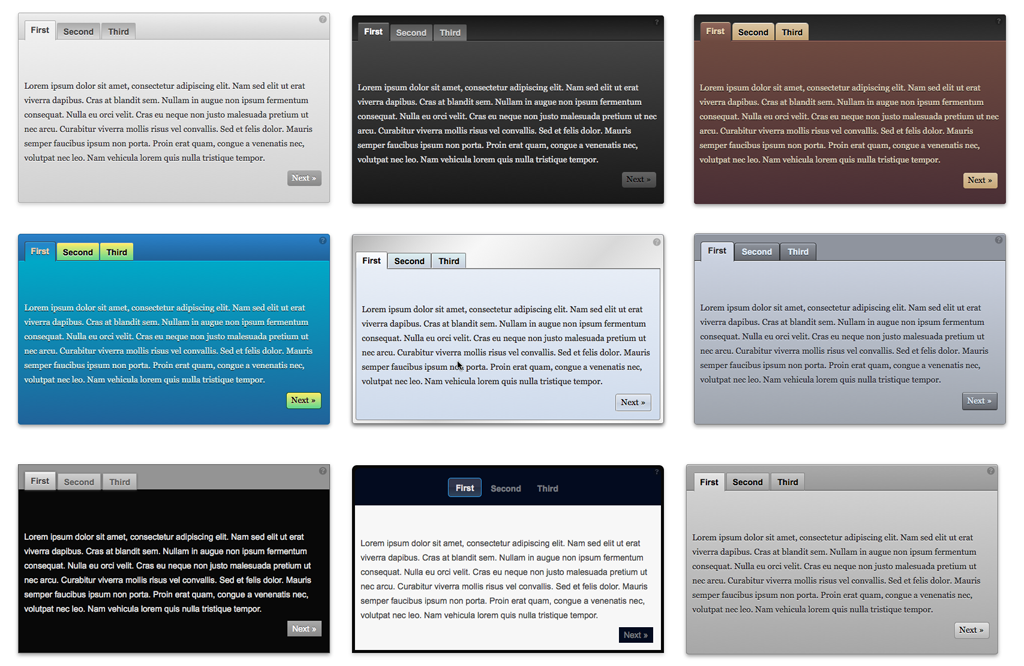 ?
First Second Third
Lorem ipsum dolor sit amet, consectetur adipiscing elit. Nam sed elit ut erat
viverra dapibus. Cras at blandit sem. Nullam in augue non ipsum fermentum
consequat. Nulla eu orci velit. Cras eu neque non justo malesuada pretium ut
nec arcu. Curabitur viverra mollis risus vel convallis. Sed et felis dolor. Mauris
semper faucibus ipsum non porta. Proin erat quam, congue a venenatis nec,
volutpat nec leo. Nam vehicula lorem quis nulla tristique tempor.
Next »
?
First Second Third
Lorem ipsum dolor sit amet, consectetur adipiscing elit. Nam sed elit ut erat
viverra dapibus. Cras at blandit sem. Nullam in augue non ipsum fermentum
consequat. Nulla eu orci velit. Cras eu neque non justo malesuada pretium ut nec
arcu. Curabitur viverra mollis risus vel convallis. Sed et felis dolor. Mauris
semper faucibus ipsum non porta. Proin erat quam, congue a venenatis nec,
volutpat nec leo. Nam vehicula lorem quis nulla tristique tempor.
Next »
?
First Second Third
Lorem ipsum dolor sit amet, consectetur adipiscing elit. Nam sed elit ut erat
viverra dapibus. Cras at blandit sem. Nullam in augue non ipsum fermentum
consequat. Nulla eu orci velit. Cras eu neque non justo malesuada pretium ut nec
arcu. Curabitur viverra mollis risus vel convallis. Sed et felis dolor. Mauris
semper faucibus ipsum non porta. Proin erat quam, congue a venenatis nec,
volutpat nec leo. Nam vehicula lorem quis nulla tristique tempor.
Next »
?
First Second Third
Lorem ipsum dolor sit amet, consectetur adipiscing elit. Nam sed elit ut erat
viverra dapibus. Cras at blandit sem. Nullam in augue non ipsum fermentum
consequat. Nulla eu orci velit. Cras eu neque non justo malesuada pretium ut
nec arcu. Curabitur viverra mollis risus vel convallis. Sed et felis dolor. Mauris
semper faucibus ipsum non porta. Proin erat quam, congue a venenatis nec,
volutpat nec leo. Nam vehicula lorem quis nulla tristique tempor.
Next »
?
First Second Third
Lorem ipsum dolor sit amet, consectetur adipiscing elit. Nam sed elit ut erat
viverra dapibus. Cras at blandit sem. Nullam in augue non ipsum fermentum
consequat. Nulla eu orci velit. Cras eu neque non justo malesuada pretium ut
nec arcu. Curabitur viverra mollis risus vel convallis. Sed et felis dolor. Mauris
semper faucibus ipsum non porta. Proin erat quam, congue a venenatis nec,
volutpat nec leo. Nam vehicula lorem quis nulla tristique tempor.
Next »
?
First Second Third
Lorem ipsum dolor sit amet, consectetur adipiscing elit. Nam sed elit ut erat
viverra dapibus. Cras at blandit sem. Nullam in augue non ipsum fermentum
consequat. Nulla eu orci velit. Cras eu neque non justo malesuada pretium ut
nec arcu. Curabitur viverra mollis risus vel convallis. Sed et felis dolor. Mauris
semper faucibus ipsum non porta. Proin erat quam, congue a venenatis nec,
volutpat nec leo. Nam vehicula lorem quis nulla tristique tempor.
Next »
?
First Second Third
Lorem ipsum dolor sit amet, consectetur adipiscing elit. Nam sed elit ut erat
viverra dapibus. Cras at blandit sem. Nullam in augue non ipsum fermentum
consequat. Nulla eu orci velit. Cras eu neque non justo malesuada pretium ut
nec arcu. Curabitur viverra mollis risus vel convallis. Sed et felis dolor. Mauris
semper faucibus ipsum non porta. Proin erat quam, congue a venenatis nec,
volutpat nec leo. Nam vehicula lorem quis nulla tristique tempor.
Next »
?
First Second Third
Lorem ipsum dolor sit amet, consectetur adipiscing elit. Nam sed elit ut erat
viverra dapibus. Cras at blandit sem. Nullam in augue non ipsum fermentum
consequat. Nulla eu orci velit. Cras eu neque non justo malesuada pretium ut
nec arcu. Curabitur viverra mollis risus vel convallis. Sed et felis dolor. Mauris
semper faucibus ipsum non porta. Proin erat quam, congue a venenatis nec,
volutpat nec leo. Nam vehicula lorem quis nulla tristique tempor.
Next »
?
First Second Third
Lorem ipsum dolor sit amet, consectetur adipiscing elit. Nam sed elit ut erat
viverra dapibus. Cras at blandit sem. Nullam in augue non ipsum fermentum
consequat. Nulla eu orci velit. Cras eu neque non justo malesuada pretium ut
nec arcu. Curabitur viverra mollis risus vel convallis. Sed et felis dolor. Mauris
semper faucibus ipsum non porta. Proin erat quam, congue a venenatis nec,
volutpat nec leo. Nam vehicula lorem quis nulla tristique tempor.
Next »